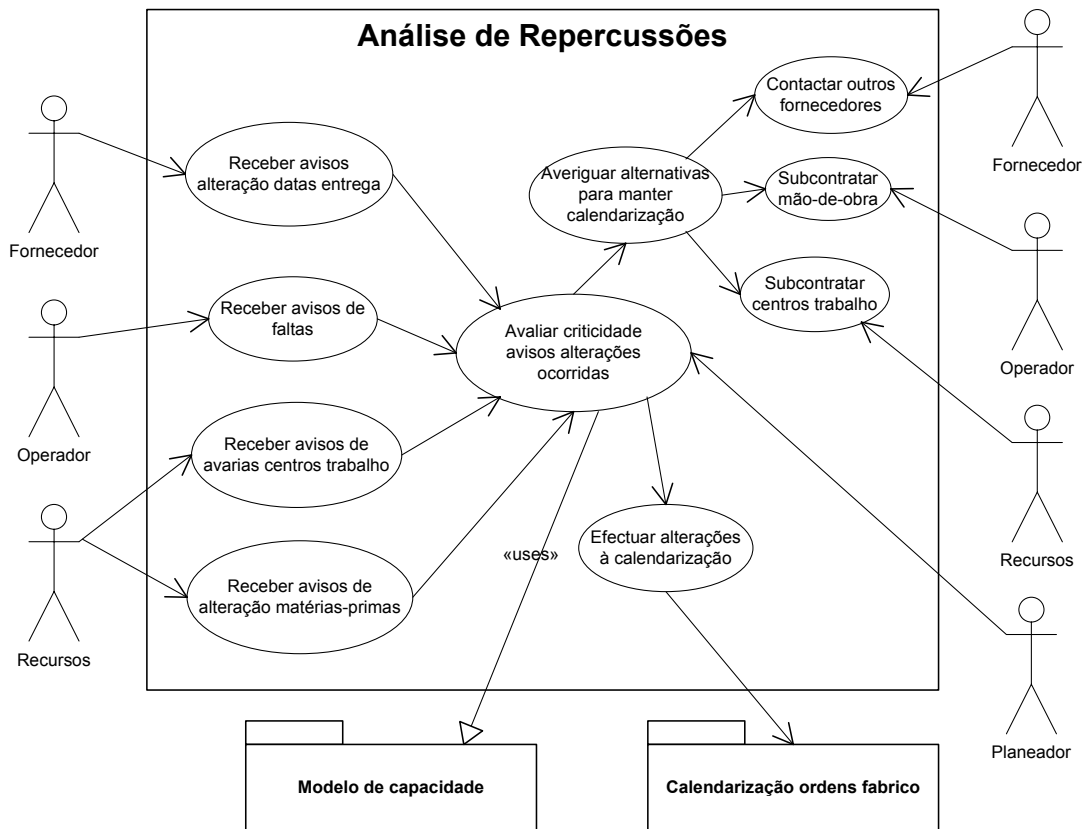 Análise de Repercussões
Contactar outros
fornecedores
Receber avisos
alteração datas entrega
Averiguar alternativas
para manter
calendarização
Fornecedor
Subcontratar
mão-de-obra
Fornecedor
Subcontratar
centros trabalho
Receber avisos de
faltas
Avaliar criticidade
avisos alterações
ocorridas
Operador
Operador
Receber avisos de
avarias centros trabalho
Efectuar alterações
à calendarização
«uses»
Recursos
Receber avisos de
alteração matérias-primas
Recursos
Planeador
Modelo de capacidade
Calendarização ordens fabrico